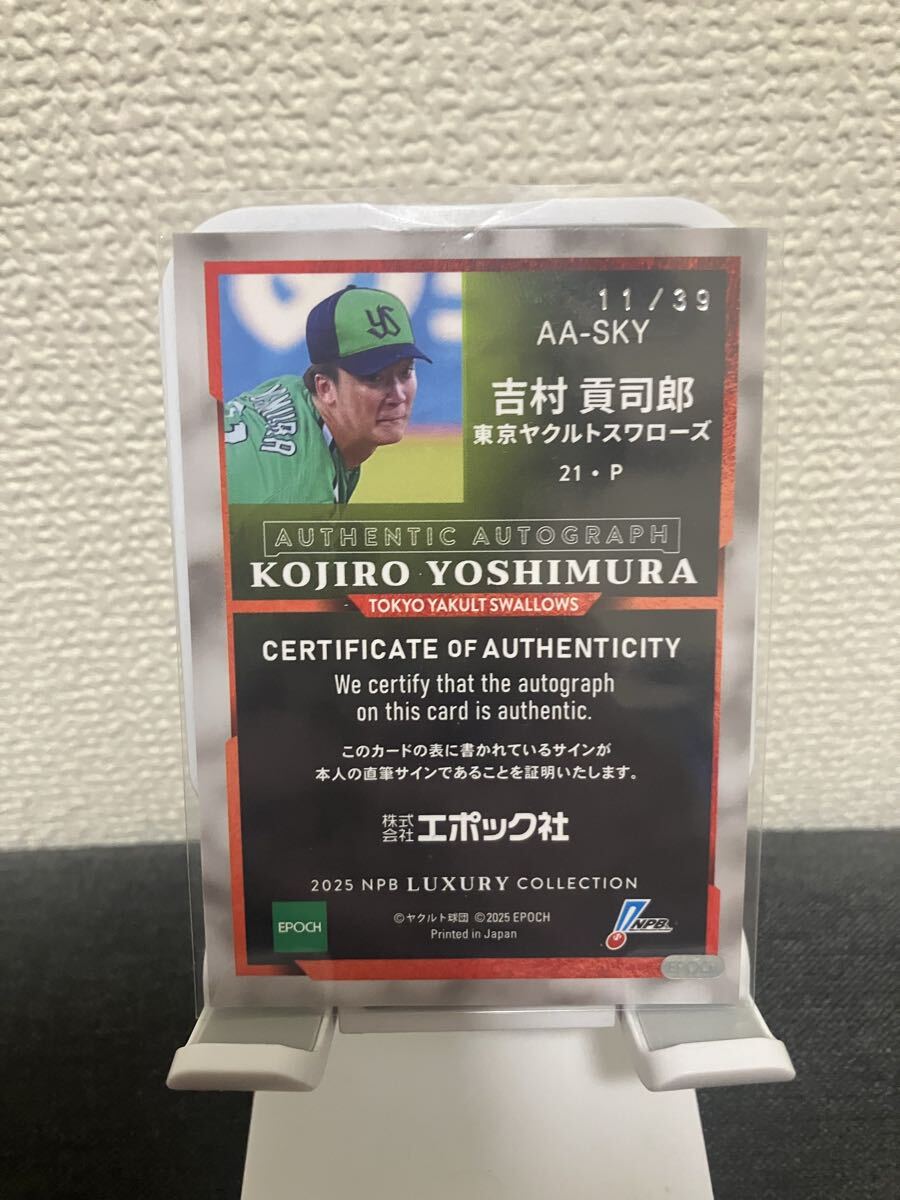 11/39
AA-SKY
吉村 貢司郎
東京ヤクルトスワローズ
21・P
AUTHENTIC AUTOGRAPH
KOJIRO YOSHIMURA
TOKYO YAKULT SWALLOWS
CERTIFICATE OF AUTHENTICITY
We certify that the autograph
on this card is authentic.
このカードの表に書かれているサインが
本人の直筆サインであることを証明いたします。
株式会社エポック社
2025 NPB LUXURY COLLECTION
EPOCH
©ヤクルト球団 ©2025 EPOCH
Printed in Japan
NPB
EPOCH